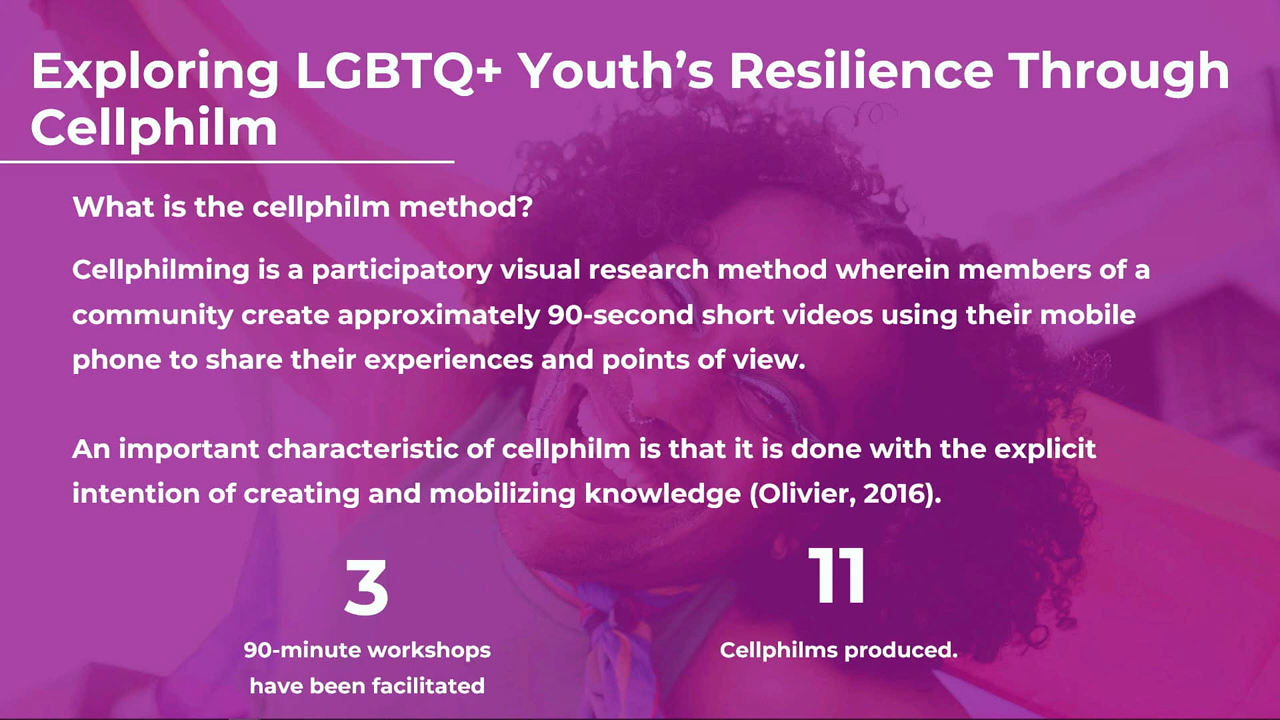 Exploring LGBTQ+ Youth’s Resilience Through
Cellphilm
What is the cellphilm method?
Cellphilming is a participatory visual research method wherein members of a
community create approximately 90-second short videos using their mobile
phone to share their experiences and points of view.
An important characteristic of cellphilm is that it is done with the explicit
intention of creating and mobilizing knowledge (Olivier, 2016).
3
90-minute workshops
have been facilitated
11
Cellphilms produced.